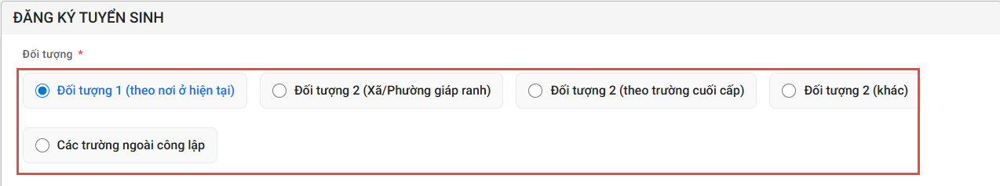 ĐĂNG KÝ TUYỂN SINH
Đối tượng *
Đối tượng 1 (theo nơi ở hiện tại) Đối tượng 2 (Xã/Phường giáp ranh) Đối tượng 2 (theo trường cuối cấp) Đối tượng 2 (khác)
Các trường ngoài công lập